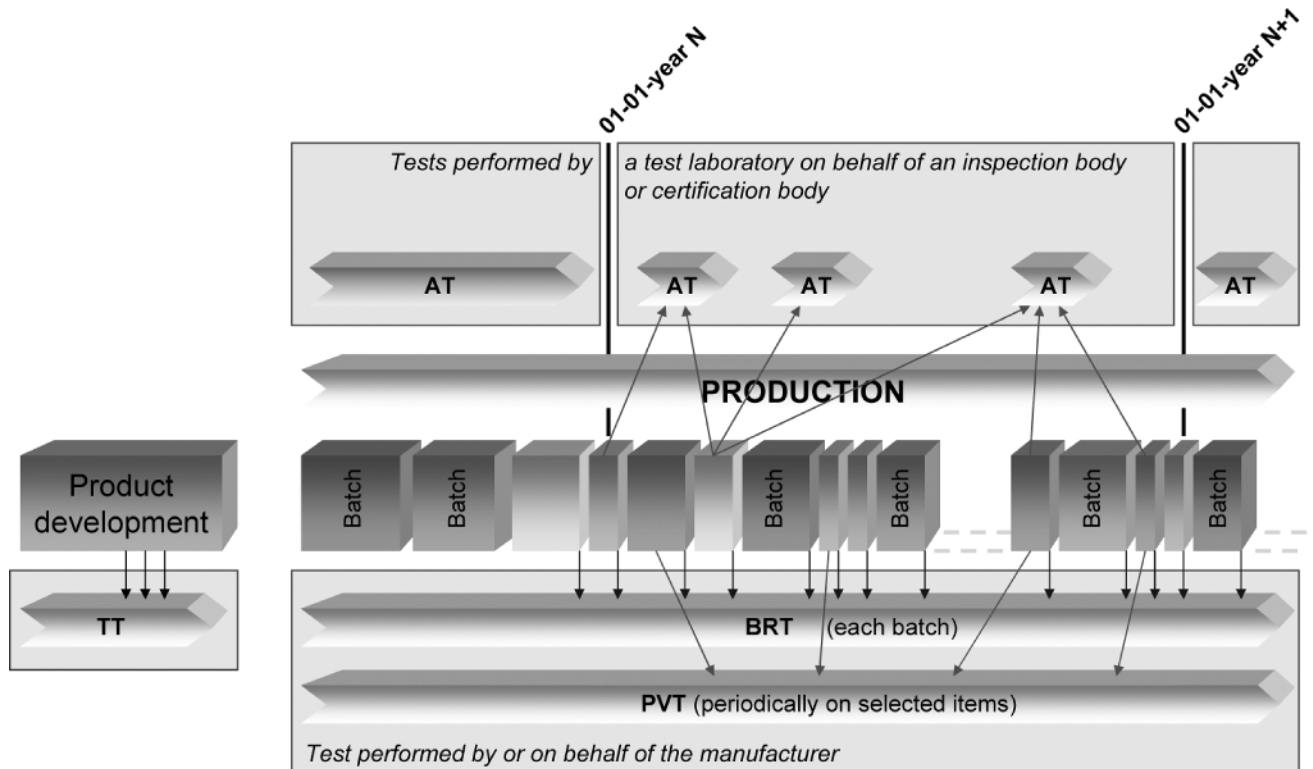 01-01-year N
01-01-year N+1
Tests performed by
a test laboratory on behalf of an inspection body
or certification body
AT
AT
AT
AT
AT
PRODUCTION
Product
development
Batch
Batch
Batch
Batch
Batch
Batch
TT
BRT (each batch)
PVT (periodically on selected items)
Test performed by or on behalf of the manufacturer